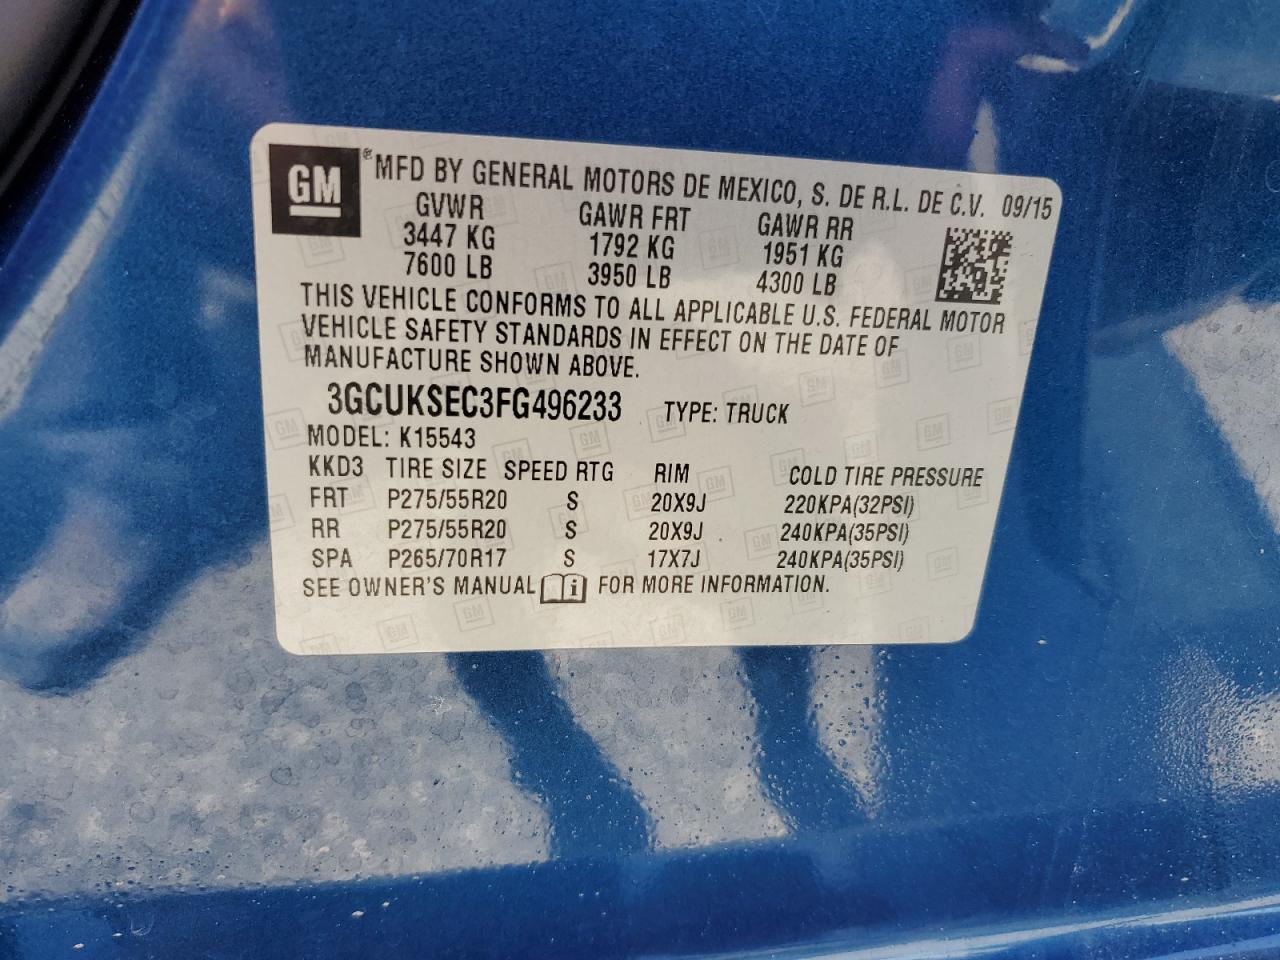 GM
® MFD BY GENERAL MOTORS DE MEXICO, S. DE R.L. DE C.V. 09/15
GVWR GAWR FRT GAWR RR
3447 KG 1792 KG 1951 KG
7600 LB 3950 LB 4300 LB
THIS VEHICLE CONFORMS TO ALL APPLICABLE U.S. FEDERAL MOTOR
VEHICLE SAFETY STANDARDS IN EFFECT ON THE DATE OF
MANUFACTURE SHOWN ABOVE.
3GCUKSEC3FG496233 TYPE: TRUCK
MODEL: K15543
KKD3 TIRE SIZE SPEED RTG RIM COLD TIRE PRESSURE
FRT P275/55R20 S 20X9J 220KPA(32PSI)
RR P275/55R20 S 20X9J 240KPA(35PSI)
SPA P265/70R17 S 17X7J 240KPA(35PSI)
SEE OWNER'S MANUAL i FOR MORE INFORMATION.